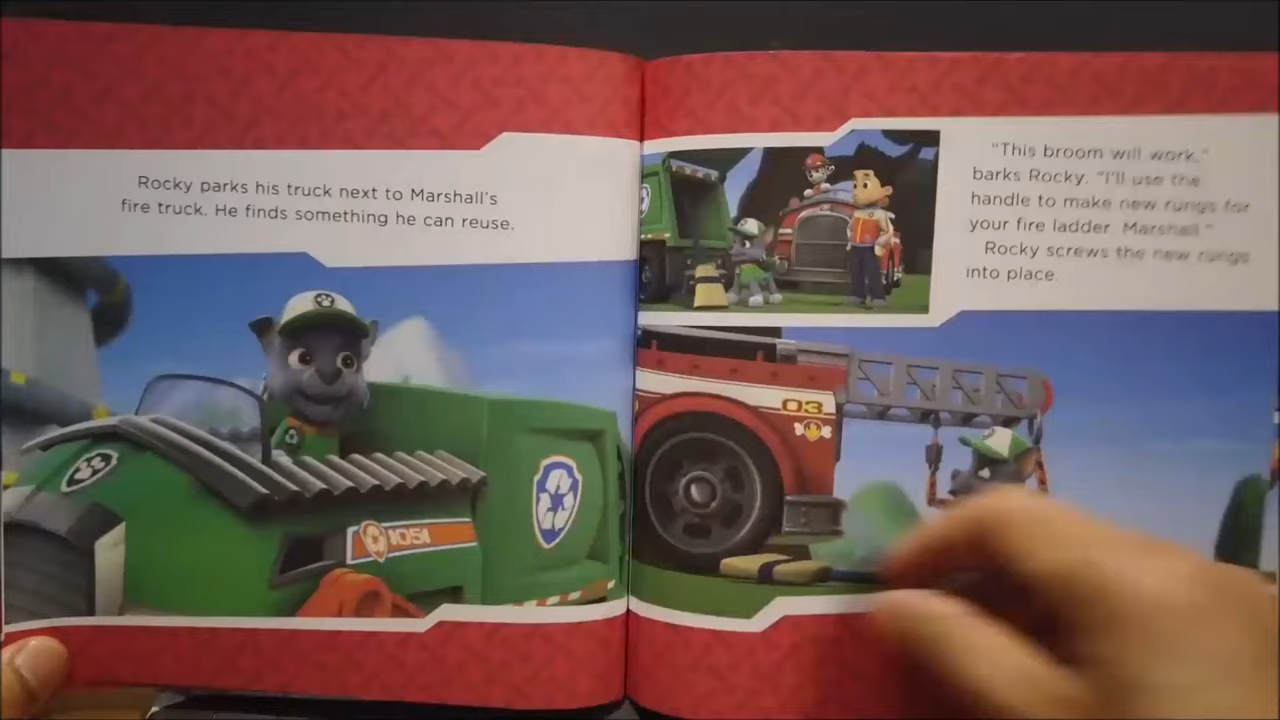 Rocky parks his truck next to Marshall's
fire truck. He finds something he can reuse.
"This broom will work,"
barks Rocky. "I'll use the
handle to make new rungs for
your fire ladder, Marshall."
Rocky screws the new rungs
into place.
03